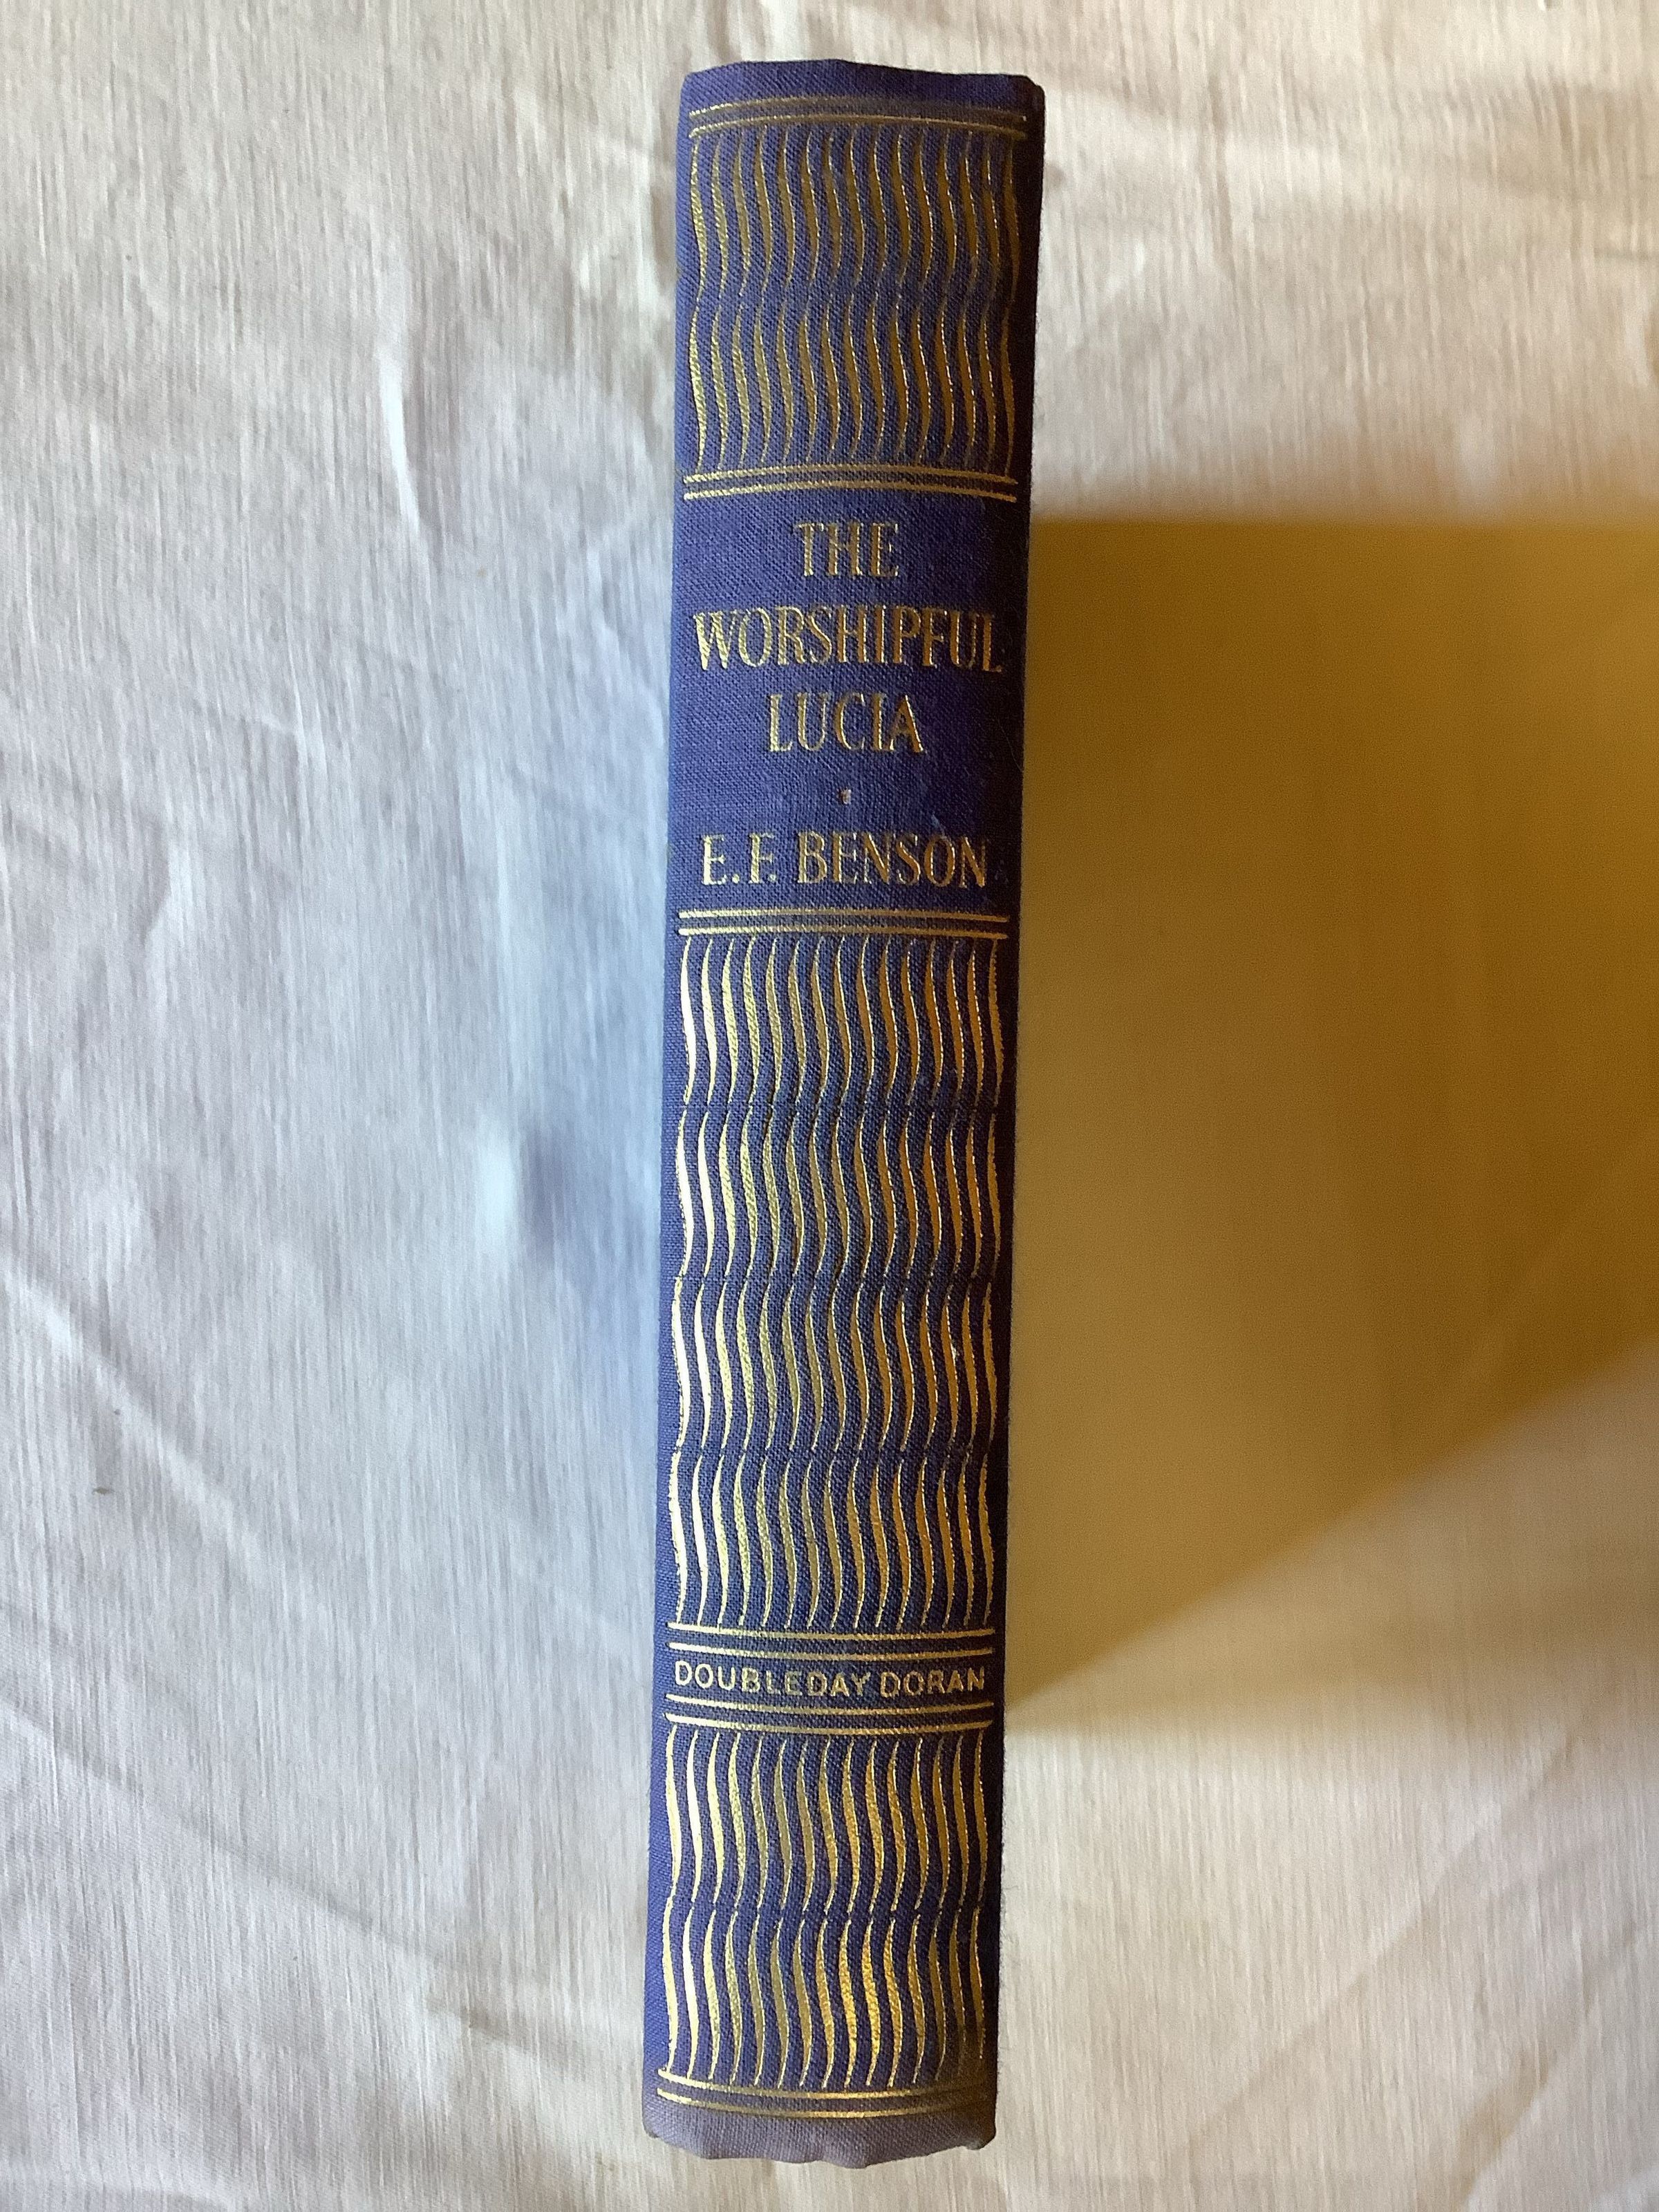 THE
WORSHIPFUL
LUCIA
·
E. F. BENSON
DOUBLEDAY DORAN